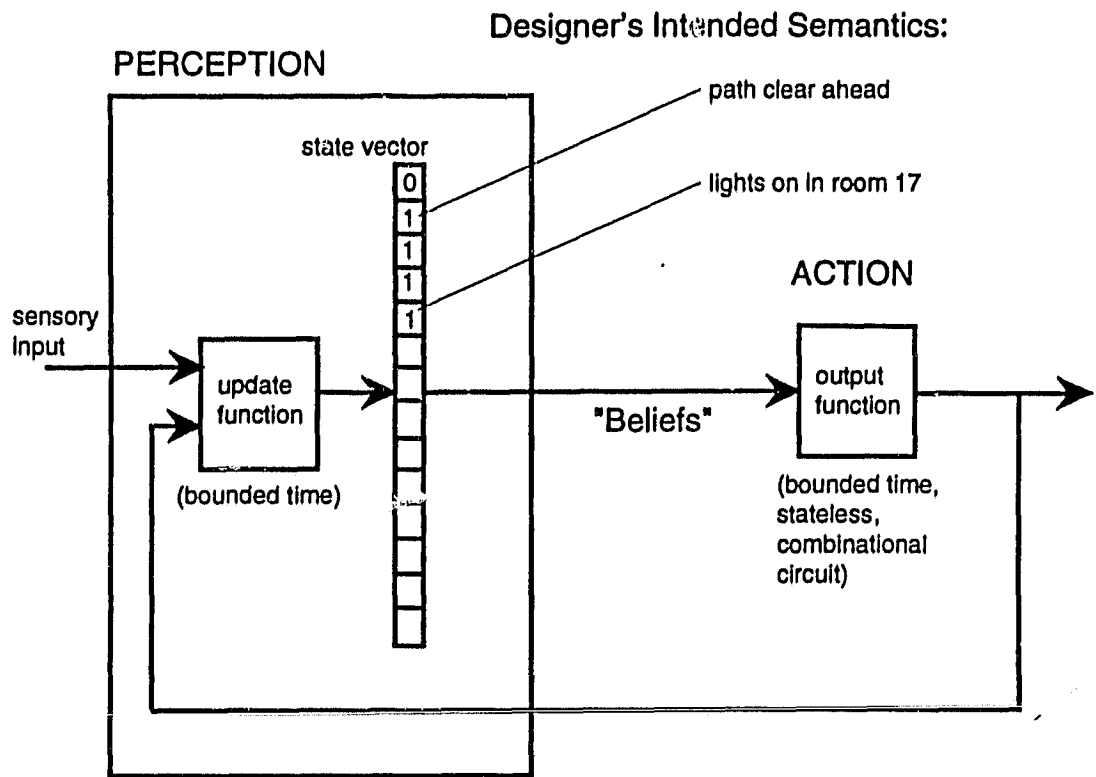 Designer's Intended Semantics:
PERCEPTION
path clear ahead
state vector
lights on in room 17
0
1
1
1
1
ACTION
sensory
input
update
function
output
function
"Beliefs"
(bounded time)
(bounded time,
stateless,
combinational
circuit)